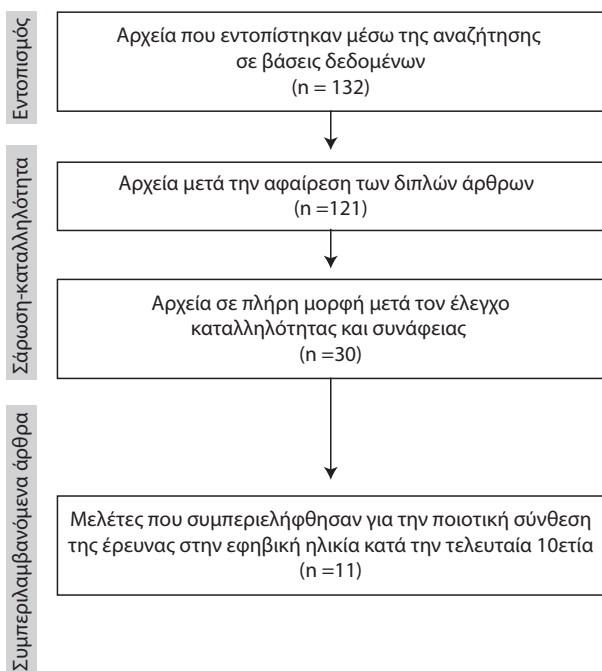 Εντοπισμός
Αρχεία που εντοπίστηκαν μέσω της αναζήτησης
σε βάσεις δεδομένων
(n = 132)
Σάρωση-καταλληλότητα
Αρχεία μετά την αφαίρεση των διπλών άρθρων
(n =121)
Αρχεία σε πλήρη μορφή μετά τον έλεγχο
καταλληλότητας και συνάφειας
(n =30)
Συμπεριλαμβανόμενα άρθρα
Μελέτες που συμπεριελήφθησαν για την ποιοτική σύνθεση
της έρευνας στην εφηβική ηλικία κατά την τελευταία 10ετία
(n =11)